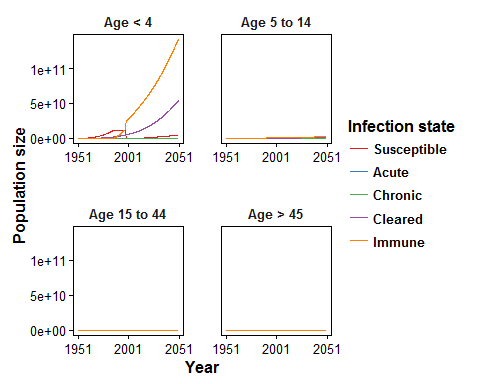 Age < 4
Age 5 to 14
1e+11
5e+10
0e+00
1951 2001 2051
1951 2001 2051
Population size
Infection state
Susceptible
Acute
Chronic
Cleared
Immune
Age 15 to 44
Age > 45
1e+11
5e+10
0e+00
1951 2001 2051
1951 2001 2051
Year